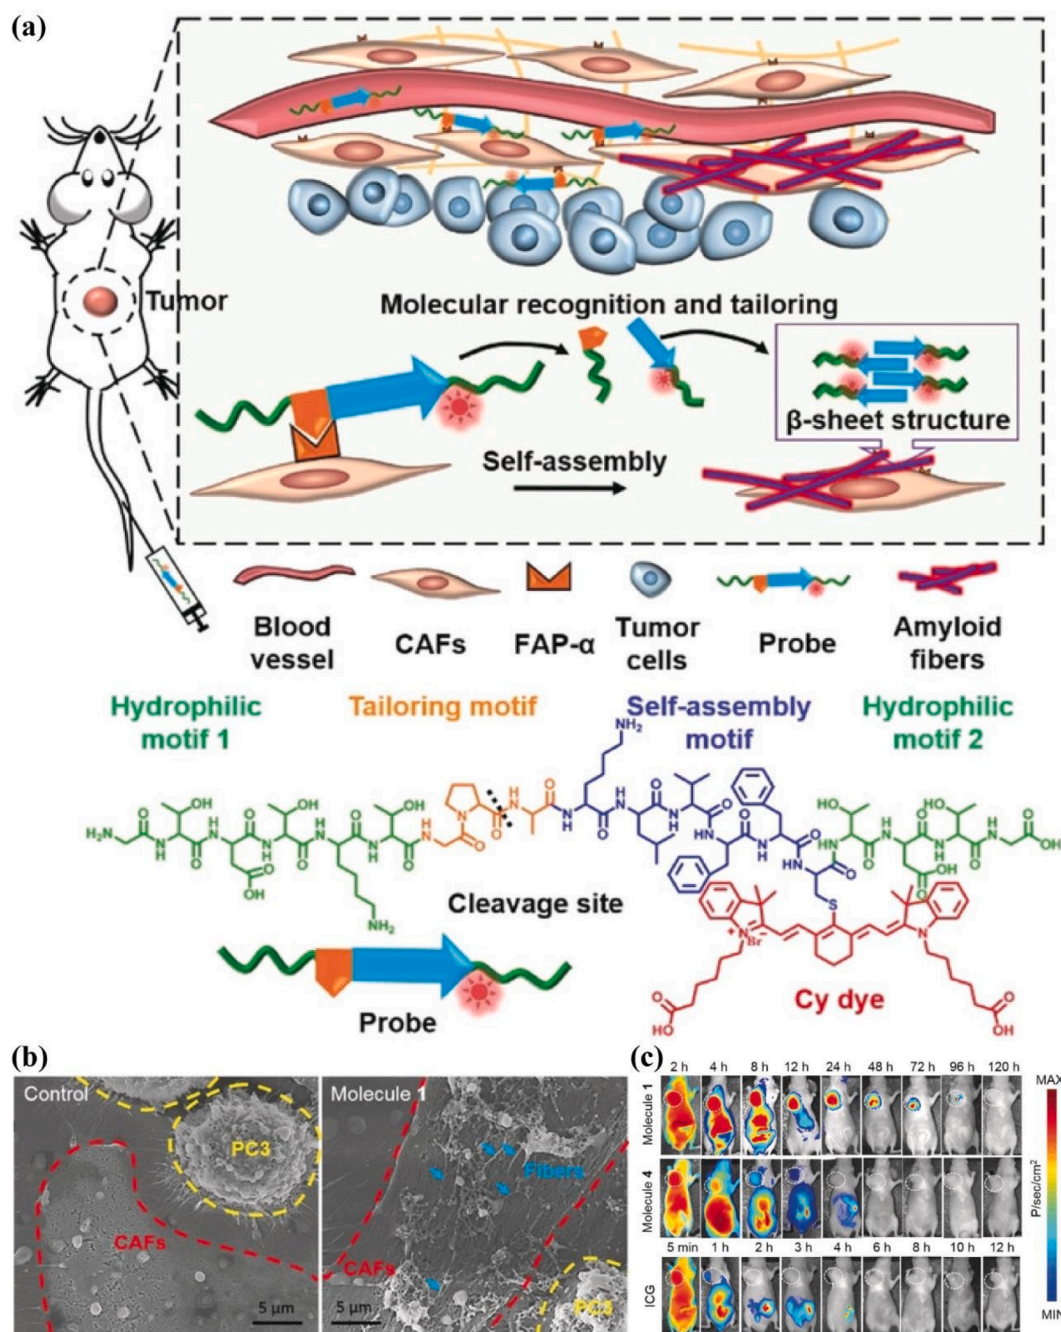 (a)
Tumor
Molecular recognition and tailoring
β-sheet structure
Self-assembly
Blood
vessel
CAFs
FAP-α
Tumor
cells
Probe
Amyloid
fibers
Hydrophilic
motif 1
Tailoring motif
Self-assembly
motif
Hydrophilic
motif 2
Cleavage site
Probe
Cy dye
(b)
Control
PC3
CAFs
5 μm
Molecule 1
Fibers
CAFs
PC3
5 μm
(c)
2 h 4 h 8 h 12 h 24 h 48 h 72 h 96 h 120 h
Molecule 1
Molecule 4
5 min 1 h 2 h 3 h 4 h 6 h 8 h 10 h 12 h
ICG
MAX
P/sec/cm²
MIN